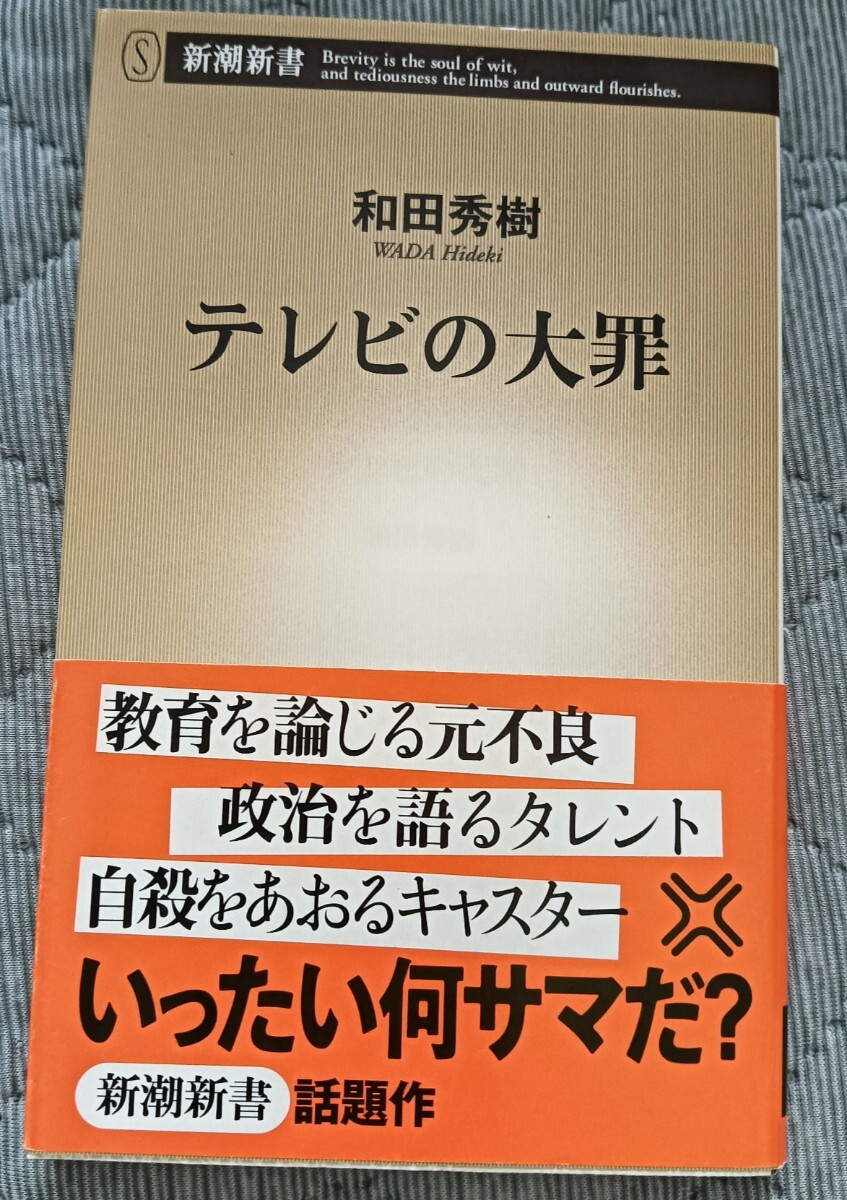 S
新潮新書
Brevity is the soul of wit,
and tediousness the limbs and outward flourishes.
和田秀樹
WADA Hideki
テレビの大罪
教育を論じる元不良
政治を語るタレント
自殺をあおるキャスター
いったい何サマだ?
新潮新書 話題作